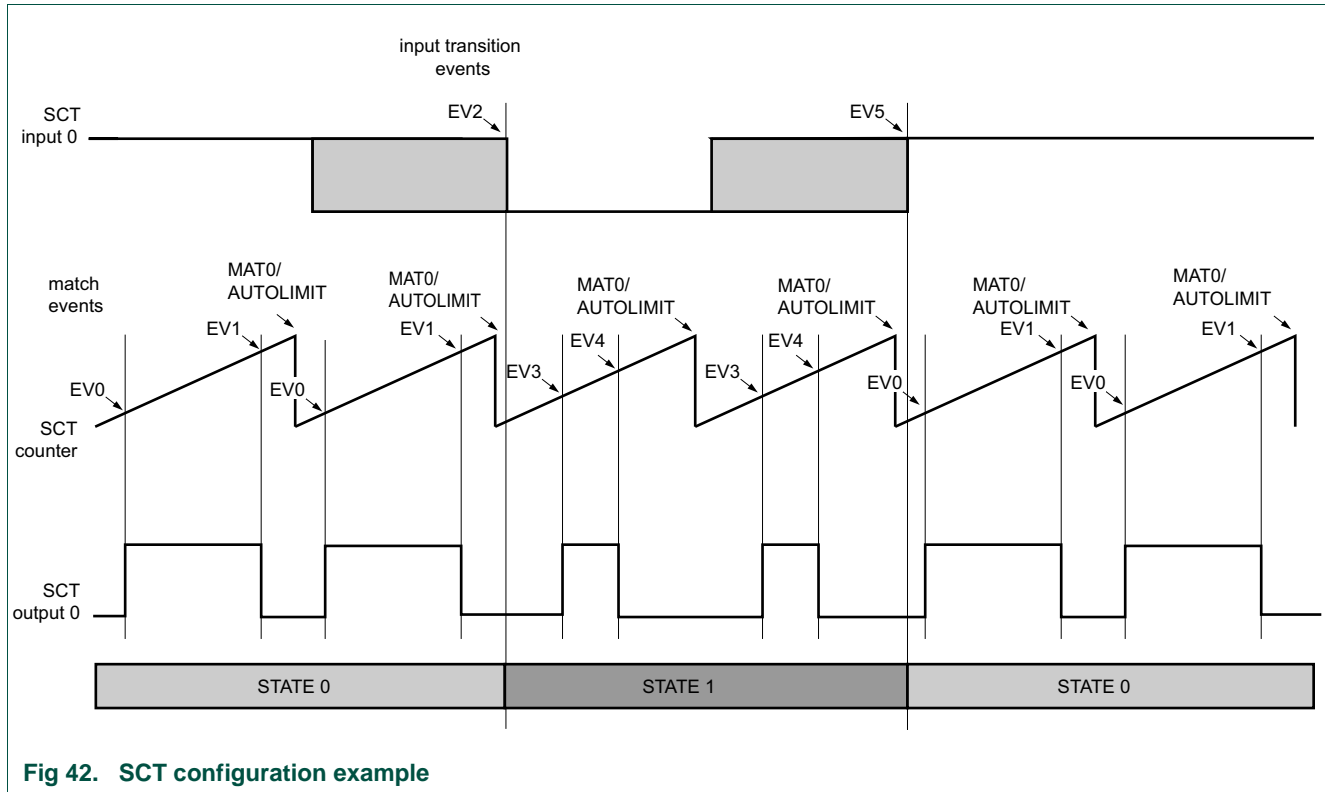 input transition
events
SCT
input 0
EV2
EV5
match
events
MAT0/
AUTOLIMIT
MAT0/
AUTOLIMIT
MAT0/
AUTOLIMIT
MAT0/
AUTOLIMIT
MAT0/
AUTOLIMIT
MAT0/
AUTOLIMIT
EV0
EV1
EV0
EV1
EV3
EV4
EV3
EV4
EV0
EV1
EV0
EV1
SCT
counter
SCT
output 0
STATE 0
STATE 1
STATE 0
Fig 42. SCT configuration example